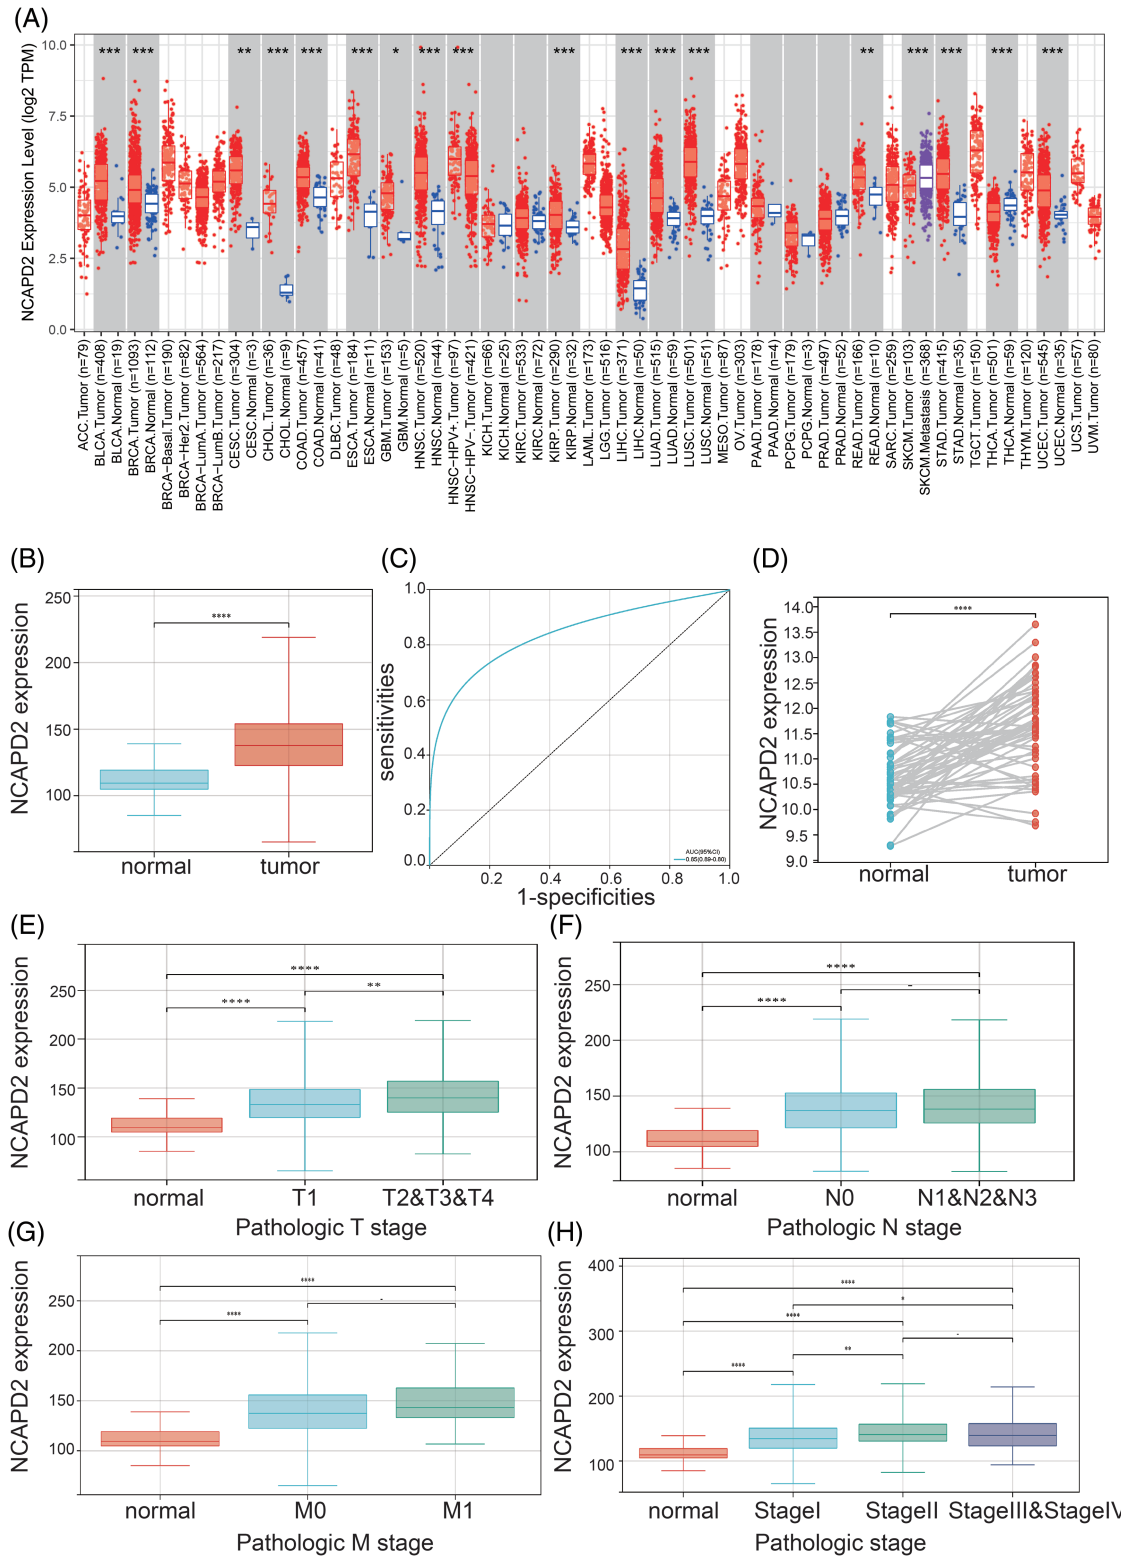 (A)
NCAPD2 Expression Level (log2 TPM)
10.0
7.5
5.0
2.5
0.0
*** *** ** *** *** *** * *** *** *** *** *** *** ** *** *** *** ***
ACC.Tumor (n=79)
BLCA.Tumor (n=408)
BLCA.Normal (n=19)
BRCA.Tumor (n=1093)
BRCA.Normal (n=112)
BRCA-Basal.Tumor (n=190)
BRCA-Her2.Tumor (n=82)
BRCA-LumA.Tumor (n=564)
BRCA-LumB.Tumor (n=217)
CESC.Tumor (n=304)
CESC.Normal (n=3)
CHOL.Tumor (n=36)
CHOL.Normal (n=9)
COAD.Tumor (n=457)
COAD.Normal (n=41)
DLBC.Tumor (n=48)
ESCA.Tumor (n=184)
ESCA.Normal (n=11)
GBM.Tumor (n=153)
GBM.Normal (n=5)
HNSC.Tumor (n=520)
HNSC.Normal (n=44)
HNSC-HPV+.Tumor (n=97)
HNSC-HPV-.Tumor (n=421)
KICH.Tumor (n=66)
KICH.Normal (n=25)
KIRC.Tumor (n=533)
KIRC.Normal (n=72)
KIRP.Tumor (n=290)
KIRP.Normal (n=32)
LAML.Tumor (n=173)
LGG.Tumor (n=516)
LIHC.Tumor (n=371)
LIHC.Normal (n=50)
LUAD.Tumor (n=515)
LUAD.Normal (n=59)
LUSC.Tumor (n=501)
LUSC.Normal (n=51)
MESO.Tumor (n=87)
OV.Tumor (n=303)
PAAD.Tumor (n=178)
PAAD.Normal (n=4)
PCPG.Tumor (n=179)
PCPG.Normal (n=3)
PRAD.Tumor (n=497)
PRAD.Normal (n=52)
READ.Tumor (n=166)
READ.Normal (n=10)
SARC.Tumor (n=259)
SKCM.Tumor (n=103)
SKCM.Metastasis (n=368)
STAD.Tumor (n=415)
STAD.Normal (n=35)
TGCT.Tumor (n=150)
THCA.Tumor (n=501)
THCA.Normal (n=59)
THYM.Tumor (n=120)
UCEC.Tumor (n=545)
UCEC.Normal (n=35)
UCS.Tumor (n=57)
UVM.Tumor (n=80)
(B)
NCAPD2 expression
250
200
150
100
****
normal tumor
(C)
sensitivities
1.0
0.8
0.6
0.4
0.2
0.0
AUC(95%CI)
0.85(0.89-0.80)
0.2 0.4 0.6 0.8 1.0
1-specificities
(D)
NCAPD2 expression
14.0
13.5
13.0
12.5
12.0
11.5
11.0
10.5
10.0
9.5
9.0
****
normal tumor
(E)
NCAPD2 expression
250
200
150
100
****
**
****
normal T1 T2&T3&T4
Pathologic T stage
(F)
NCAPD2 expression
250
200
150
100
****
-
****
normal N0 N1&N2&N3
Pathologic N stage
(G)
NCAPD2 expression
250
200
150
100
****
-
****
normal M0 M1
Pathologic M stage
(H)
NCAPD2 expression
400
300
200
100
****
*
****
-
**
****
normal StageI StageII StageIII&StageIV
Pathologic stage